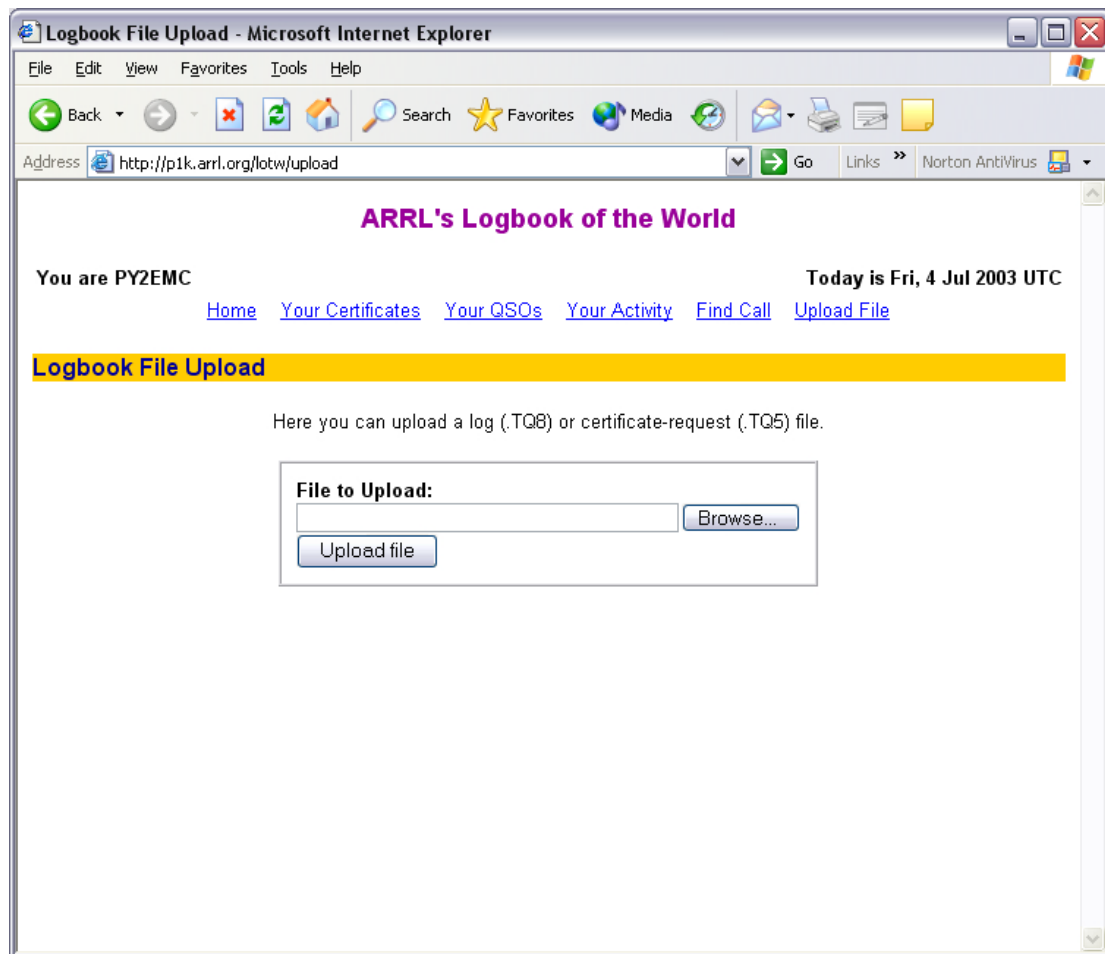 Logbook File Upload - Microsoft Internet Explorer
File Edit View Favorites Tools Help
Back Search Favorites Media
Address http://p1k.arrl.org/lotw/upload Go Links » Norton AntiVirus
ARRL's Logbook of the World
You are PY2EMC Today is Fri, 4 Jul 2003 UTC
Home Your Certificates Your QSOs Your Activity Find Call Upload File
Logbook File Upload
Here you can upload a log (.TQ8) or certificate-request (.TQ5) file.
File to Upload:
Browse...
Upload file